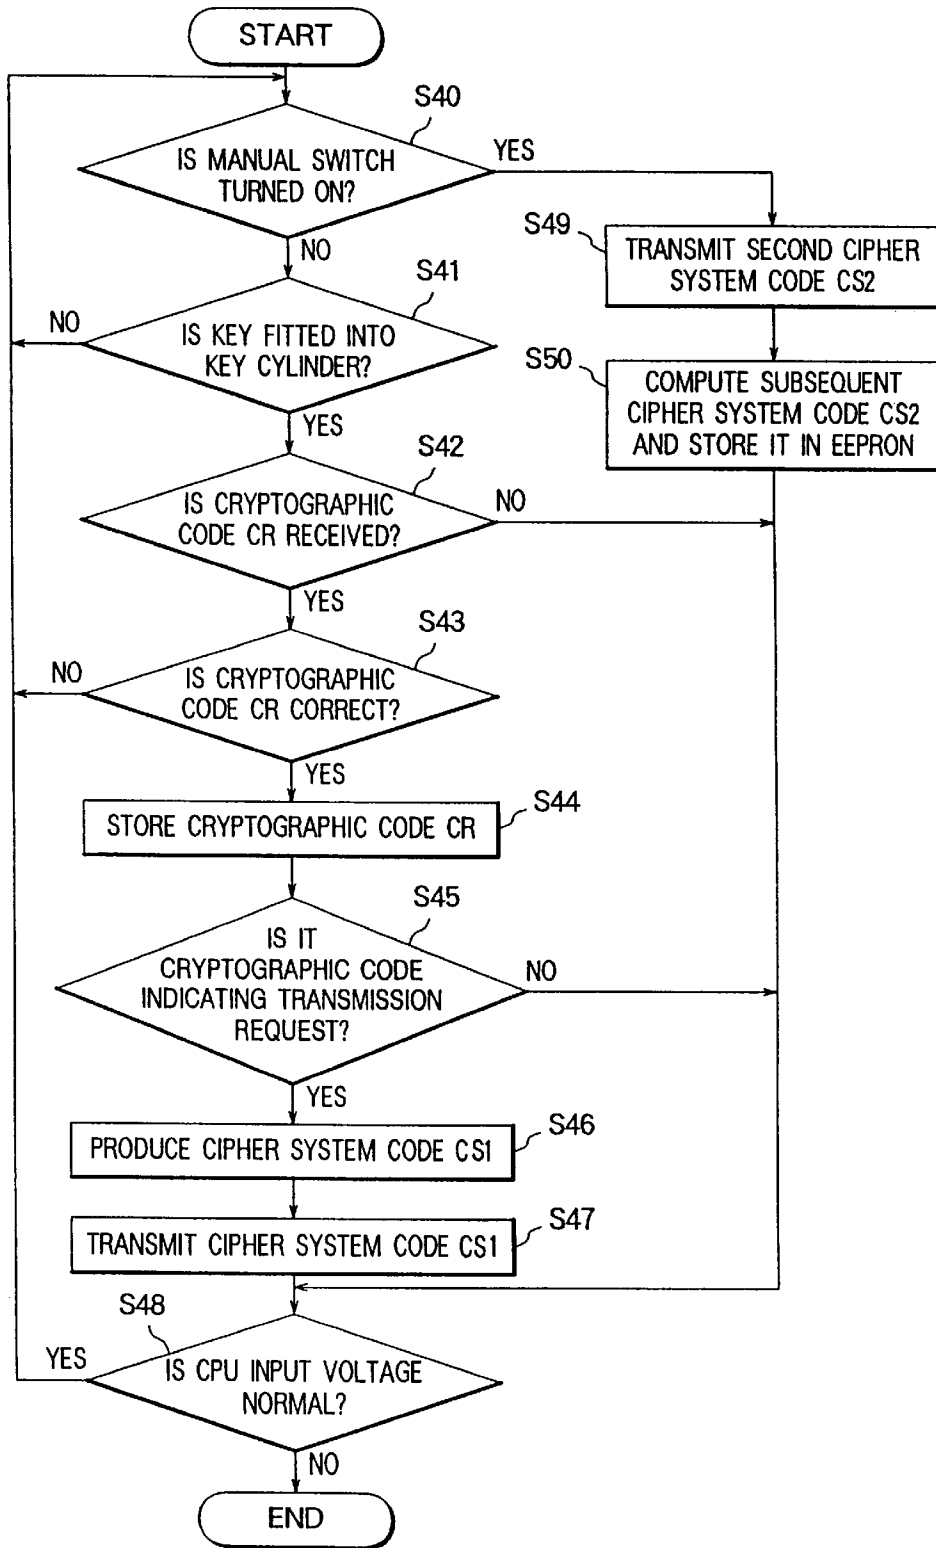 START
S40
IS MANUAL SWITCH
TURNED ON?
YES
NO
S49
TRANSMIT SECOND CIPHER
SYSTEM CODE CS2
S41
IS KEY FITTED INTO
KEY CYLINDER?
NO
YES
S50
COMPUTE SUBSEQUENT
CIPHER SYSTEM CODE CS2
AND STORE IT IN EEPRON
S42
IS CRYPTOGRAPHIC
CODE CR RECEIVED?
NO
YES
S43
IS CRYPTOGRAPHIC
CODE CR CORRECT?
NO
YES
S44
STORE CRYPTOGRAPHIC CODE CR
S45
IS IT
CRYPTOGRAPHIC CODE
INDICATING TRANSMISSION
REQUEST?
NO
YES
S46
PRODUCE CIPHER SYSTEM CODE CS1
S47
TRANSMIT CIPHER SYSTEM CODE CS1
S48
IS CPU INPUT VOLTAGE
NORMAL?
YES
NO
END